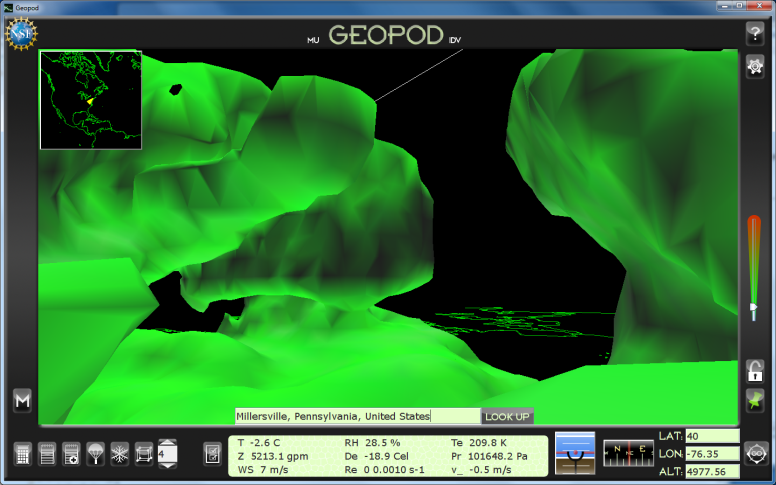 Geopod
NSF
MU GEOPOD IDV
?
M
Millersville, Pennsylvania, United States LOOK UP
4
T -2.6 C RH 28.5 % Te 209.8 K
Z 5213.1 gpm De -18.9 Cel Pr 101648.2 Pa
WS 7 m/s Re 0 0.0010 s-1 v_ -0.5 m/s
N E
LAT: 40
LON: -76.35
ALT: 4977.56
GO